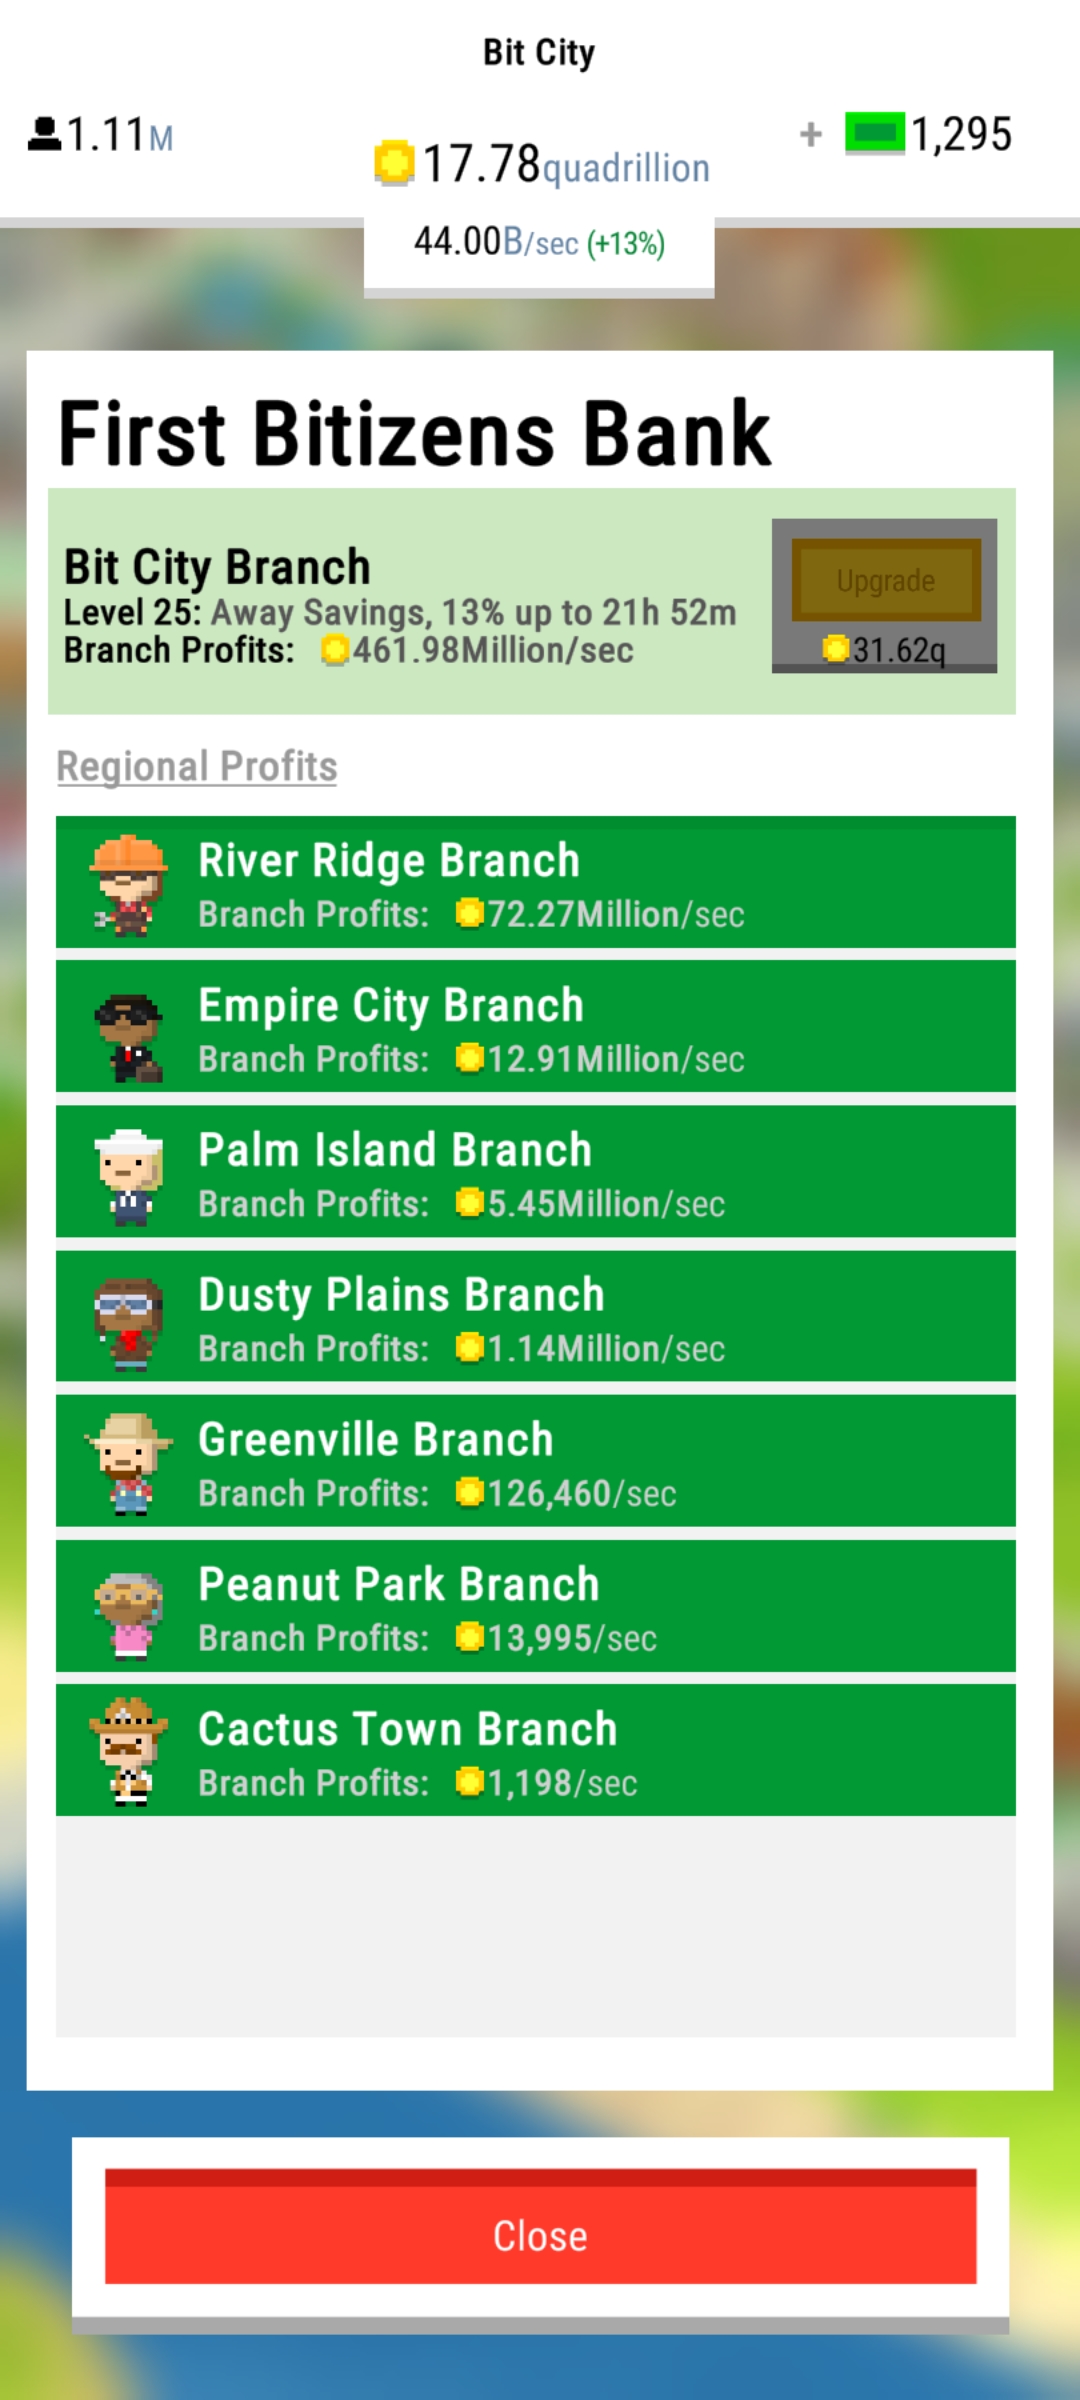 Bit City
1.11M
17.78quadrillion
+ 1,295
44.00B/sec (+13%)
First Bitizens Bank
Bit City Branch
Level 25: Away Savings, 13% up to 21h 52m
Branch Profits: 461.98Million/sec
Upgrade
31.62q
Regional Profits
River Ridge Branch
Branch Profits: 72.27Million/sec
Empire City Branch
Branch Profits: 12.91Million/sec
Palm Island Branch
Branch Profits: 5.45Million/sec
Dusty Plains Branch
Branch Profits: 1.14Million/sec
Greenville Branch
Branch Profits: 126,460/sec
Peanut Park Branch
Branch Profits: 13,995/sec
Cactus Town Branch
Branch Profits: 1,198/sec
Close